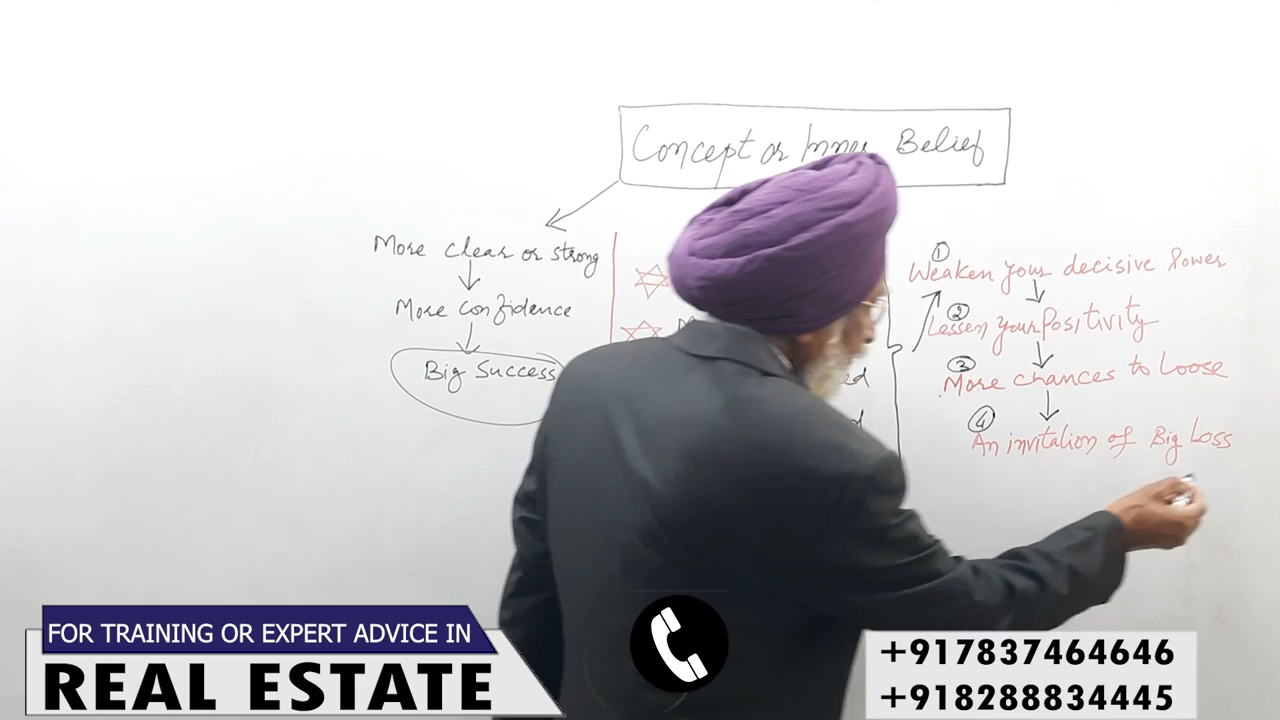 Concept or Inner Belief
More clear or strong
More confidence
Big Success
1
Weaken your decisive Power
2
Lessen your Positivity
3
More chances to Loose
4
An invitation of Big Loss
FOR TRAINING OR EXPERT ADVICE IN
REAL ESTATE
+917837464646
+918288834445